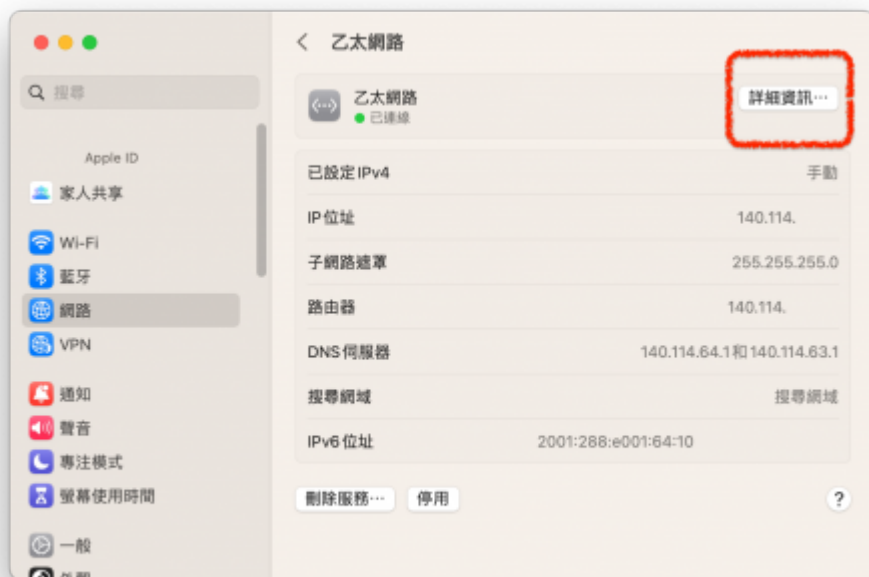 乙太網路
搜尋
乙太網路
已連線
詳細資訊…
Apple ID
家人共享
Wi-Fi
藍牙
網路
VPN
通知
聲音
專注模式
螢幕使用時間
一般
已設定IPv4
手動
IP位址
140.114.
子網路遮罩
255.255.255.0
路由器
140.114.
DNS伺服器
140.114.64.1和140.114.63.1
搜尋網域
搜尋網域
IPv6位址
2001:288:e001:64:10
刪除服務…
停用
?